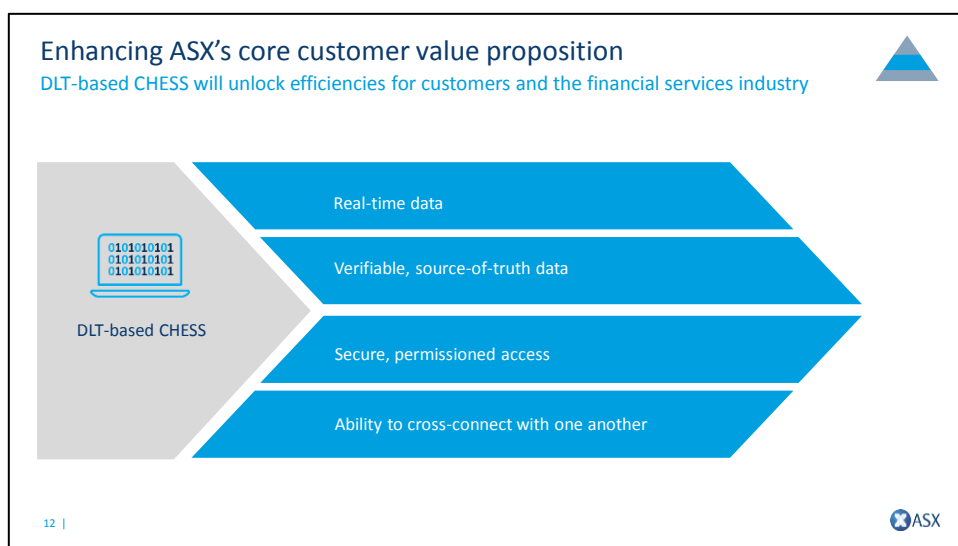 Enhancing ASX's core customer value proposition
DLT-based CHESS will unlock efficiencies for customers and the financial services industry
Real-time data
0101010101
0101010101
0101010101
Verifiable, source-of-truth data
DLT-based CHESS
Secure, permissioned access
Ability to cross-connect with one another
12 |
ASX